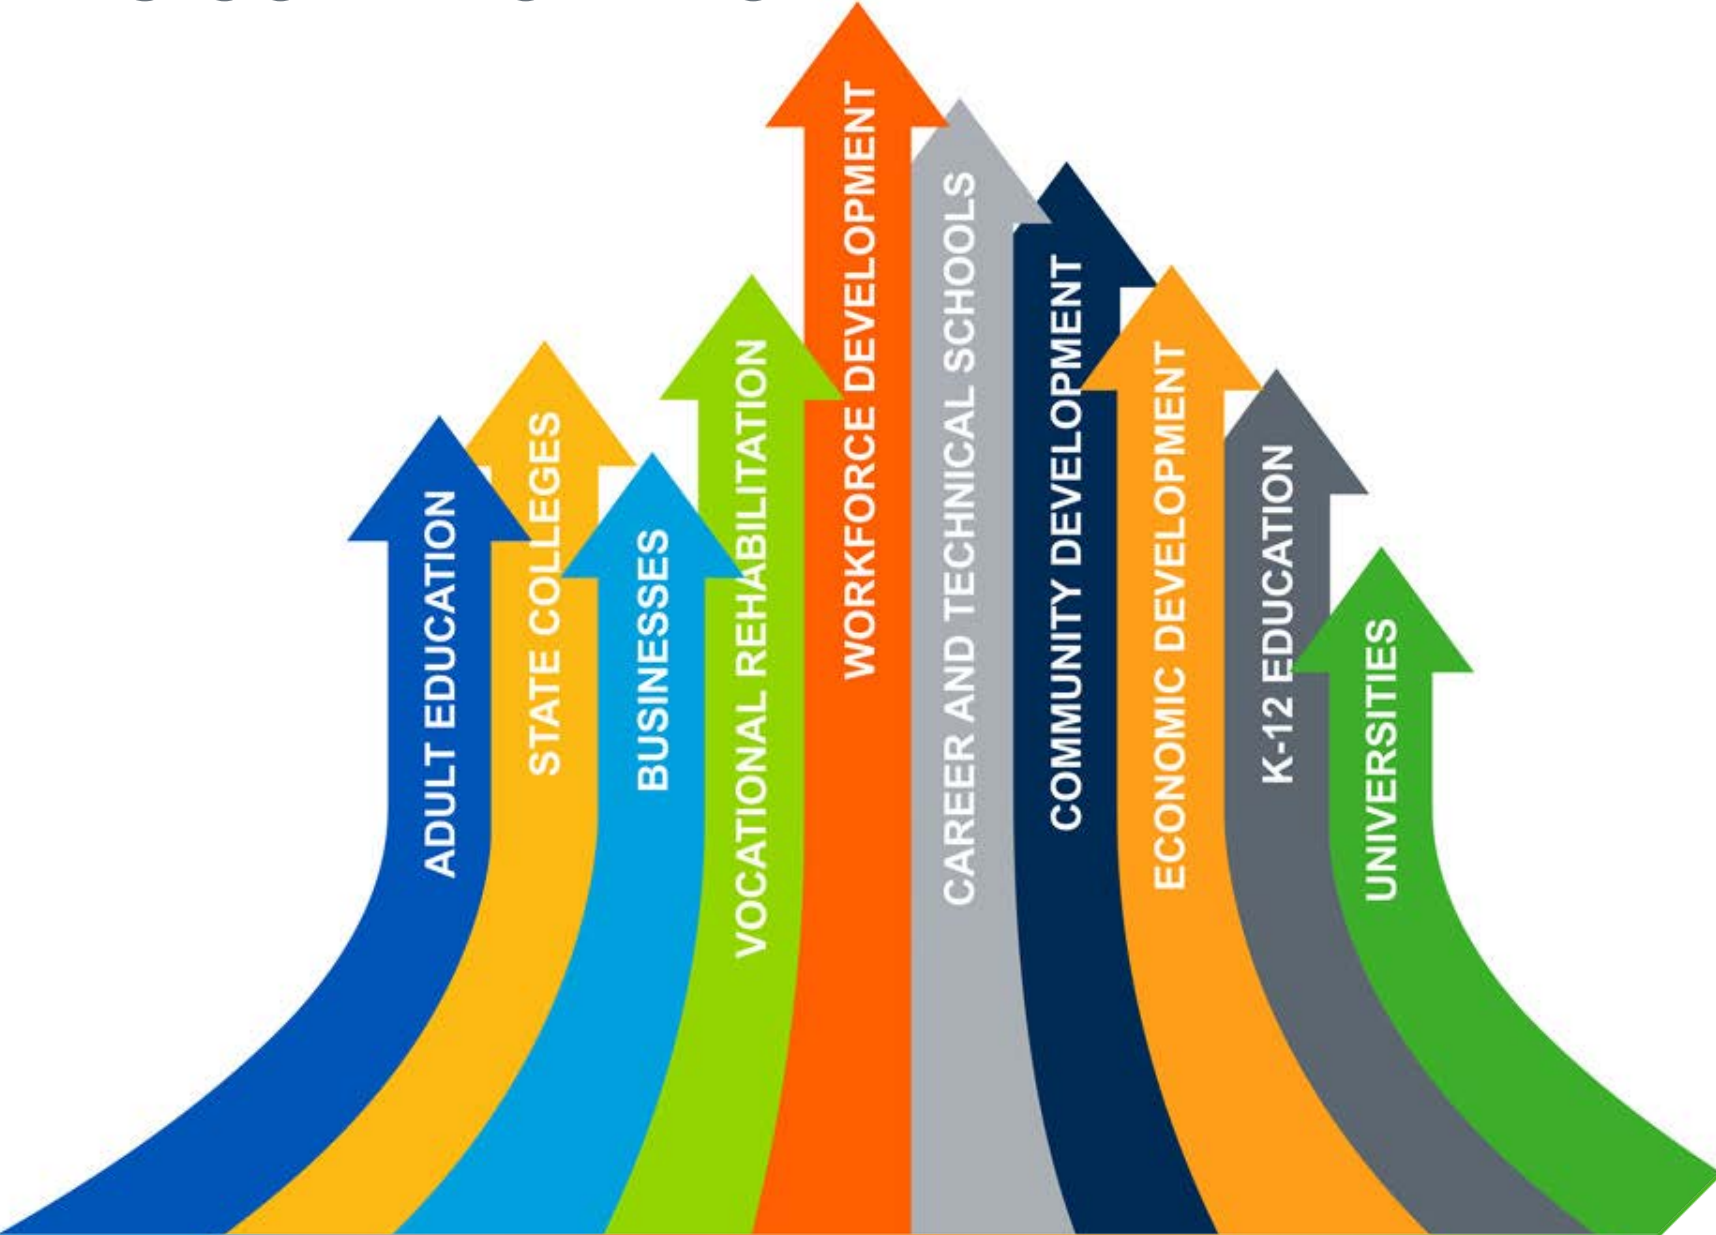 ADULT EDUCATION
STATE COLLEGES
BUSINESSES
VOCATIONAL REHABILITATION
WORKFORCE DEVELOPMENT
CAREER AND TECHNICAL SCHOOLS
COMMUNITY DEVELOPMENT
ECONOMIC DEVELOPMENT
K-12 EDUCATION
UNIVERSITIES